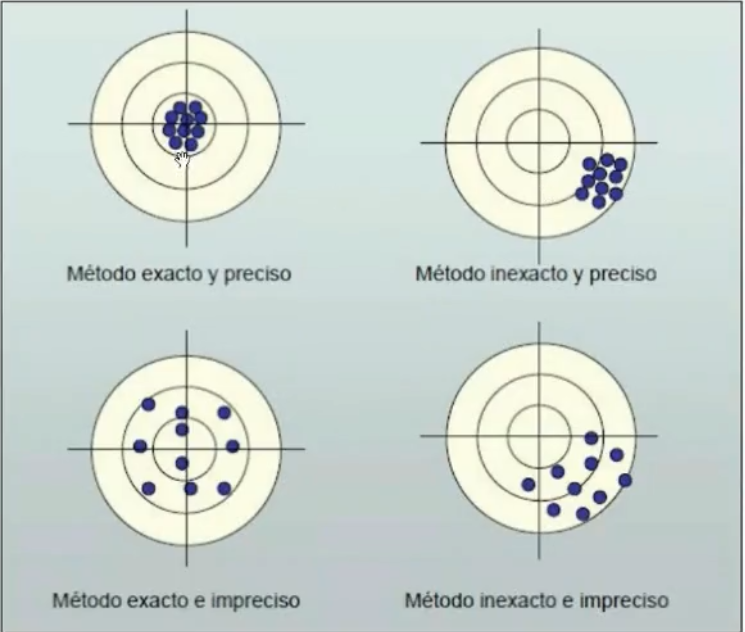 Método exacto y preciso
Método inexacto y preciso
Método exacto e impreciso
Método inexacto e impreciso